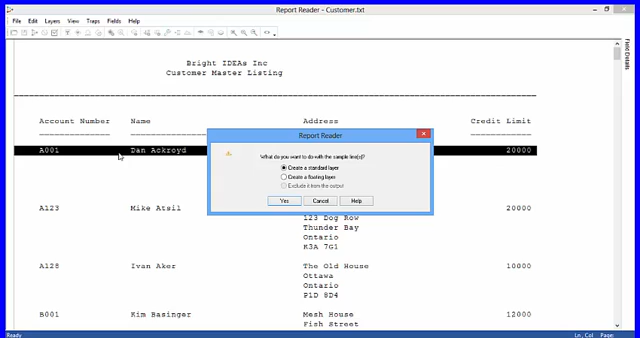 Report Reader - Customer.txt
File Edit Layers View Traps Fields Help
Field Details
Bright IDEAs Inc
Customer Master Listing
Account Number Name Address Credit Limit
A001 Dan Ackroyd 20000
Report Reader
What do you want to do with the sample line(s)?
Create a standard layer
Create a floating layer
Exclude it from the output
Yes Cancel Help
A123 Mike Atsil 20000
123 Dog Row
Thunder Bay
Ontario
K3A 7G1
A128 Ivan Aker The Old House 10000
Ottawa
Ontario
P1D 8D4
B001 Kim Basinger Mesh House 12000
Fish Street
Ready Ln, Col: Page: